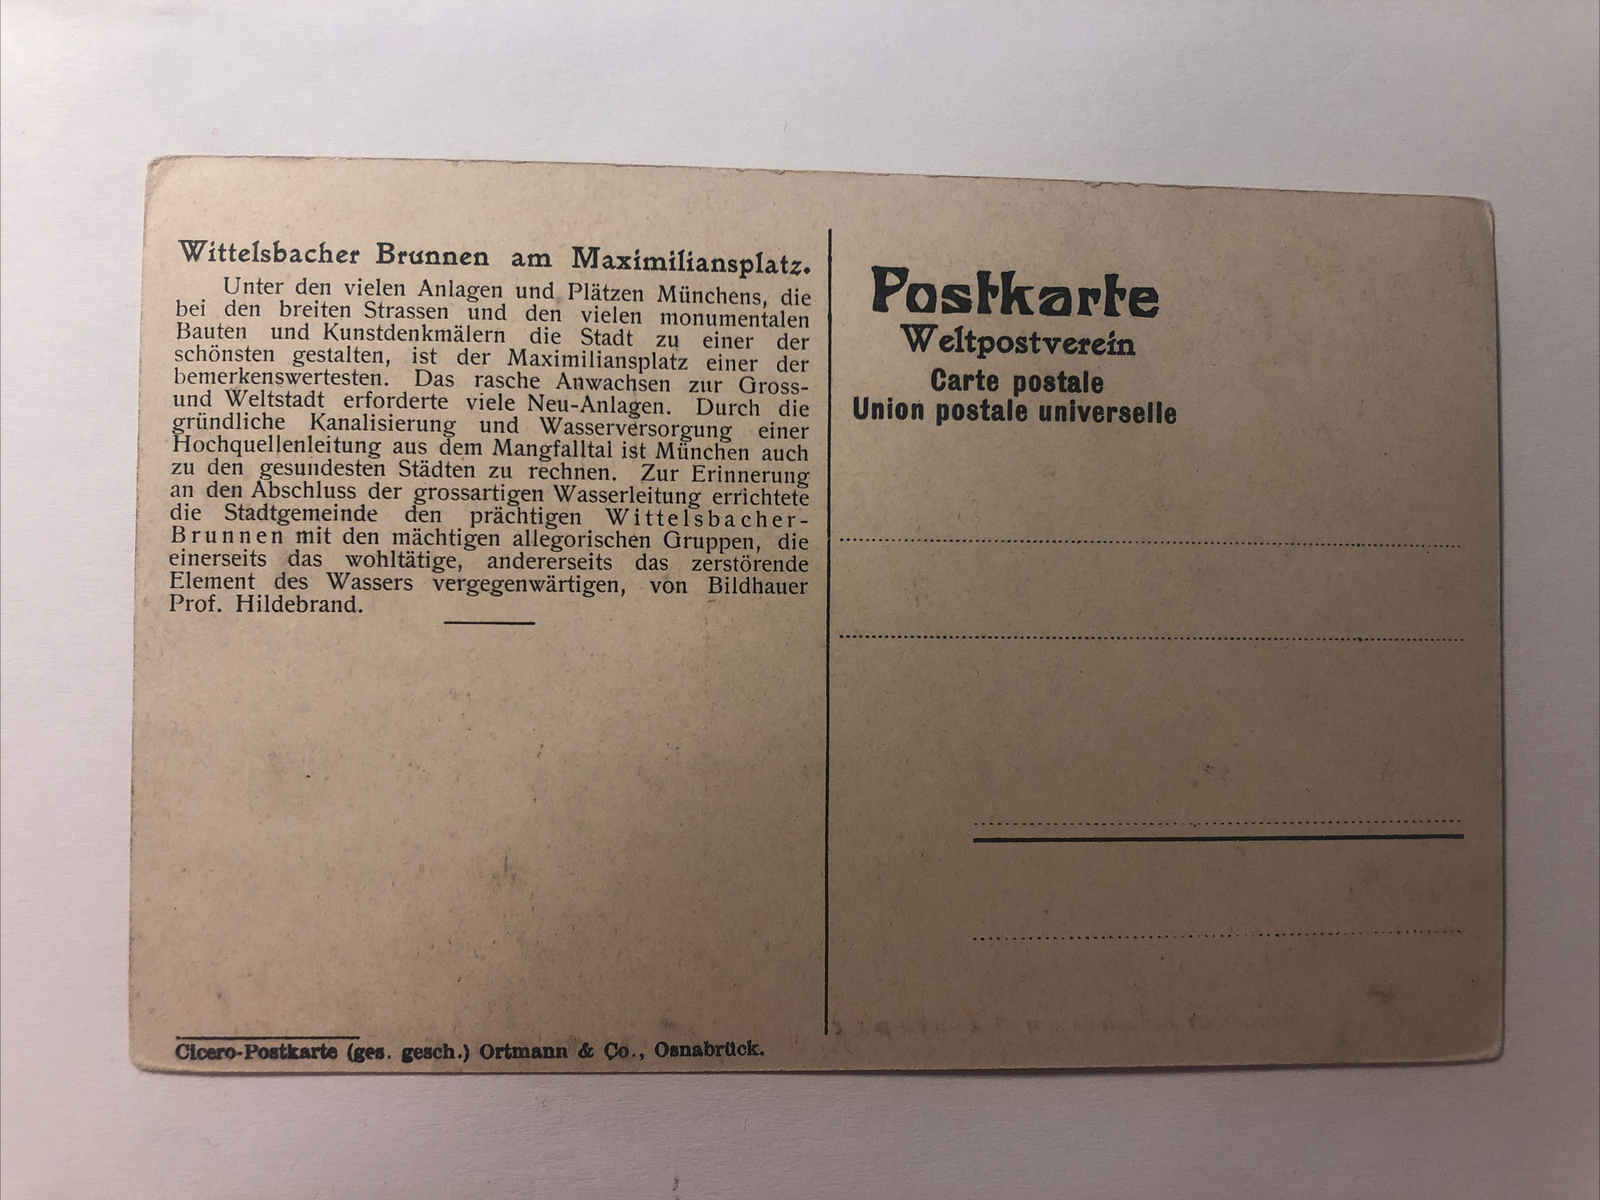 Wittelsbacher Brunnen am Maximiliansplatz.
Unter den vielen Anlagen und Plätzen Münchens, die
bei den breiten Strassen und den vielen monumentalen
Bauten und Kunstdenkmälern die Stadt zu einer der
schönsten gestalten, ist der Maximiliansplatz einer der
bemerkenswertesten. Das rasche Anwachsen zur Gross-
und Weltstadt erforderte viele Neu-Anlagen. Durch die
gründliche Kanalisierung und Wasserversorgung einer
Hochquellenleitung aus dem Mangfalltal ist München auch
zu den gesundesten Städten zu rechnen. Zur Erinnerung
an den Abschluss der grossartigen Wasserleitung errichtete
die Stadtgemeinde den prächtigen Wittelsbacher-
Brunnen mit den mächtigen allegorischen Gruppen, die
einerseits das wohltätige, andererseits das zerstörende
Element des Wassers vergegenwärtigen, von Bildhauer
Prof. Hildebrand.
Cicero-Postkarte (ges. gesch.) Ortmann & Co., Osnabrück.
Postkarte
Weltpostverein
Carte postale
Union postale universelle